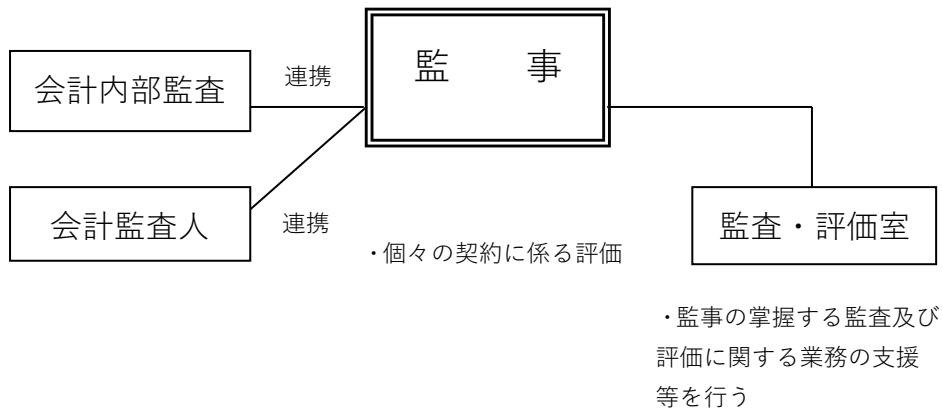 監　　事
会計内部監査
連携
会計監査人
連携
監査・評価室
・個々の契約に係る評価
・監事の掌握する監査及び
評価に関する業務の支援
等を行う